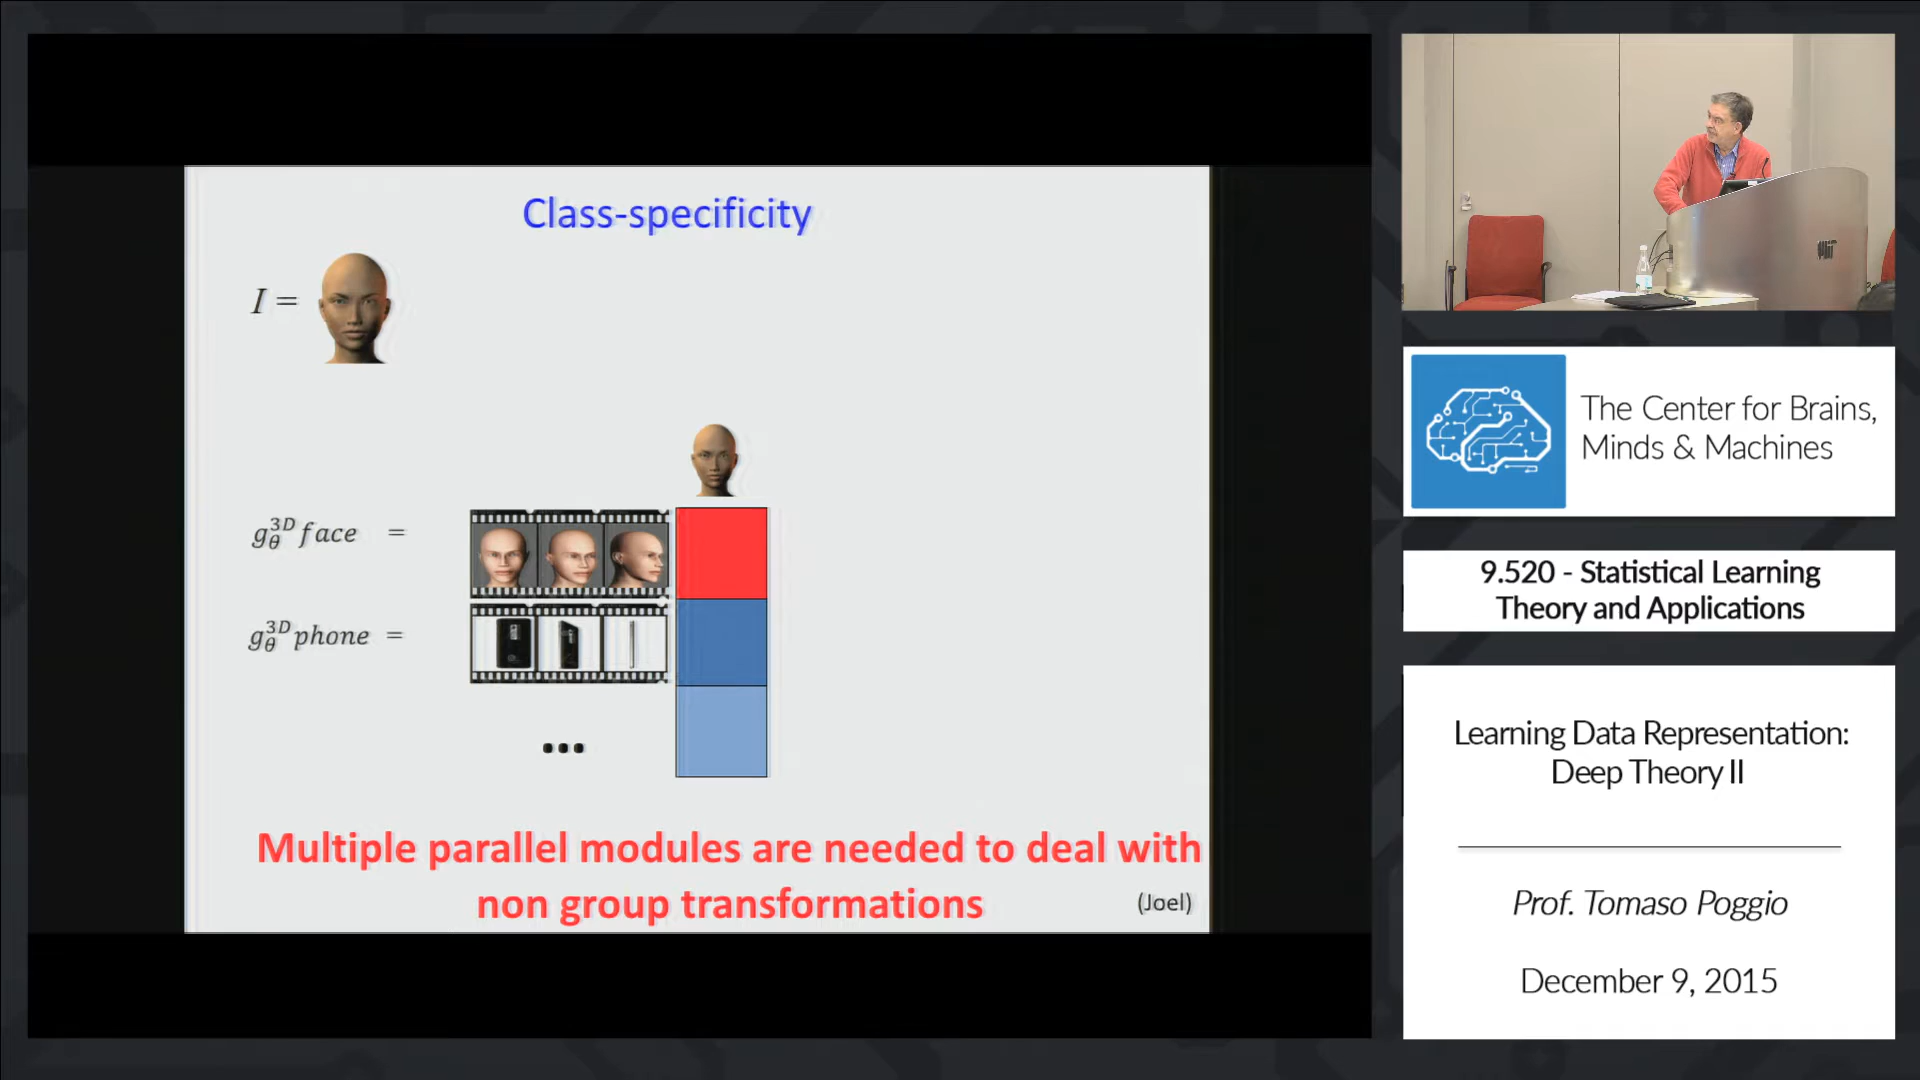 Class-specificity
I =
g_θ^{3D} face =
g_θ^{3D} phone =
...
Multiple parallel modules are needed to deal with
non group transformations
(Joel)
The Center for Brains,
Minds & Machines
9.520 - Statistical Learning
Theory and Applications
Learning Data Representation:
Deep Theory II
Prof. Tomaso Poggio
December 9, 2015